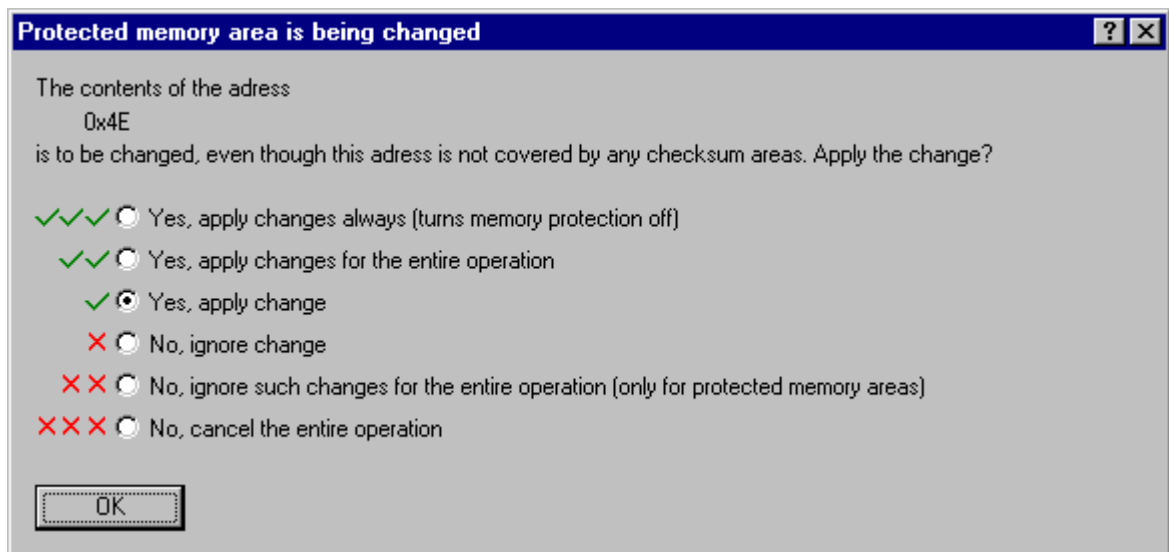 Protected memory area is being changed
The contents of the adress
0x4E
is to be changed, even though this adress is not covered by any checksum areas. Apply the change?
Yes, apply changes always (turns memory protection off)
Yes, apply changes for the entire operation
Yes, apply change
No, ignore change
No, ignore such changes for the entire operation (only for protected memory areas)
No, cancel the entire operation
OK